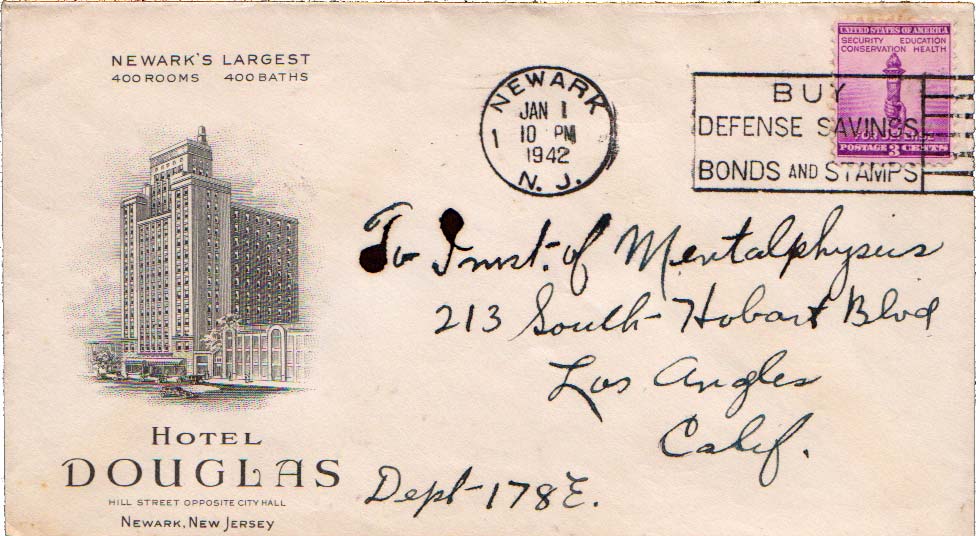 NEWARK'S LARGEST
400 ROOMS 400 BATHS
HOTEL
DOUGLAS
HILL STREET OPPOSITE CITY HALL
NEWARK, NEW JERSEY
NEWARK
JAN 1
1 10 PM
1942
N. J.
BUY
DEFENSE SAVINGS
BONDS AND STAMPS
UNITED STATES OF AMERICA
SECURITY EDUCATION
CONSERVATION HEALTH
POSTAGE 3 CENTS
To Inst. of Mentalphysics
213 South Hobart Blvd
Los Angles
Calif.
Dept-178E.